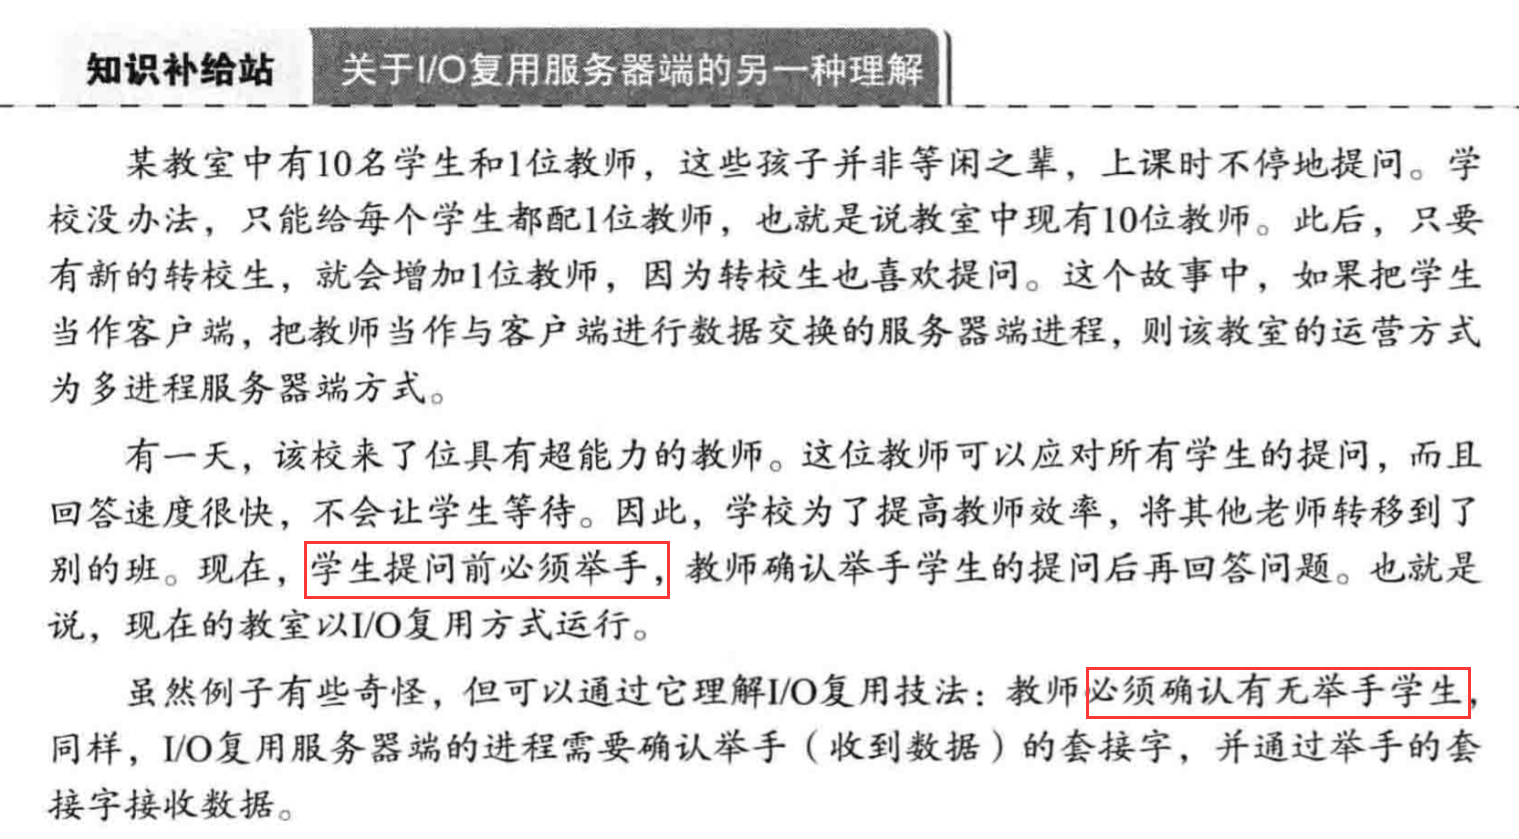 知识补给站 关于I/O复用服务器端的另一种理解
某教室中有10名学生和1位教师，这些孩子并非等闲之辈，上课时不停地提问。学
校没办法，只能给每个学生都配1位教师，也就是说教室中现有10位教师。此后，只要
有新的转校生，就会增加1位教师，因为转校生也喜欢提问。这个故事中，如果把学生
当作客户端，把教师当作与客户端进行数据交换的服务器端进程，则该教室的运营方式
为多进程服务器端方式。
有一天，该校来了位具有超能力的教师。这位教师可以应对所有学生的提问，而且
回答速度很快，不会让学生等待。因此，学校为了提高教师效率，将其他老师转移到了
别的班。现在，学生提问前必须举手，教师确认举手学生的提问后再回答问题。也就是
说，现在的教室以I/O复用方式运行。
虽然例子有些奇怪，但可以通过它理解I/O复用技法：教师必须确认有无举手学生，
同样，I/O复用服务器端的进程需要确认举手（收到数据）的套接字，并通过举手的套
接字接收数据。